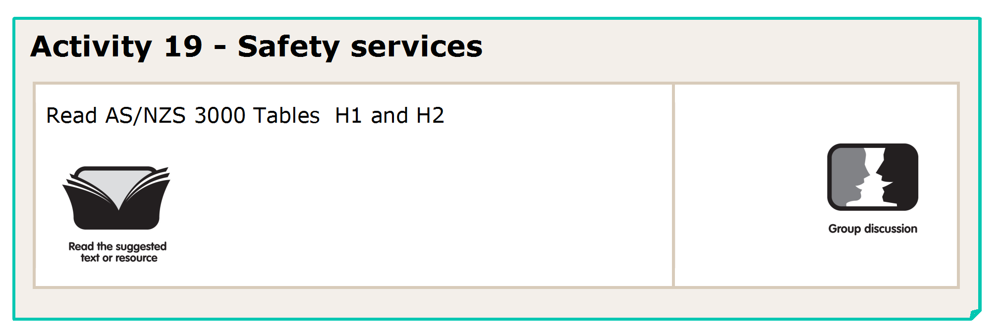 Activity 19 - Safety services
Read AS/NZS 3000 Tables  H1 and H2
Read the suggested
text or resource
Group discussion